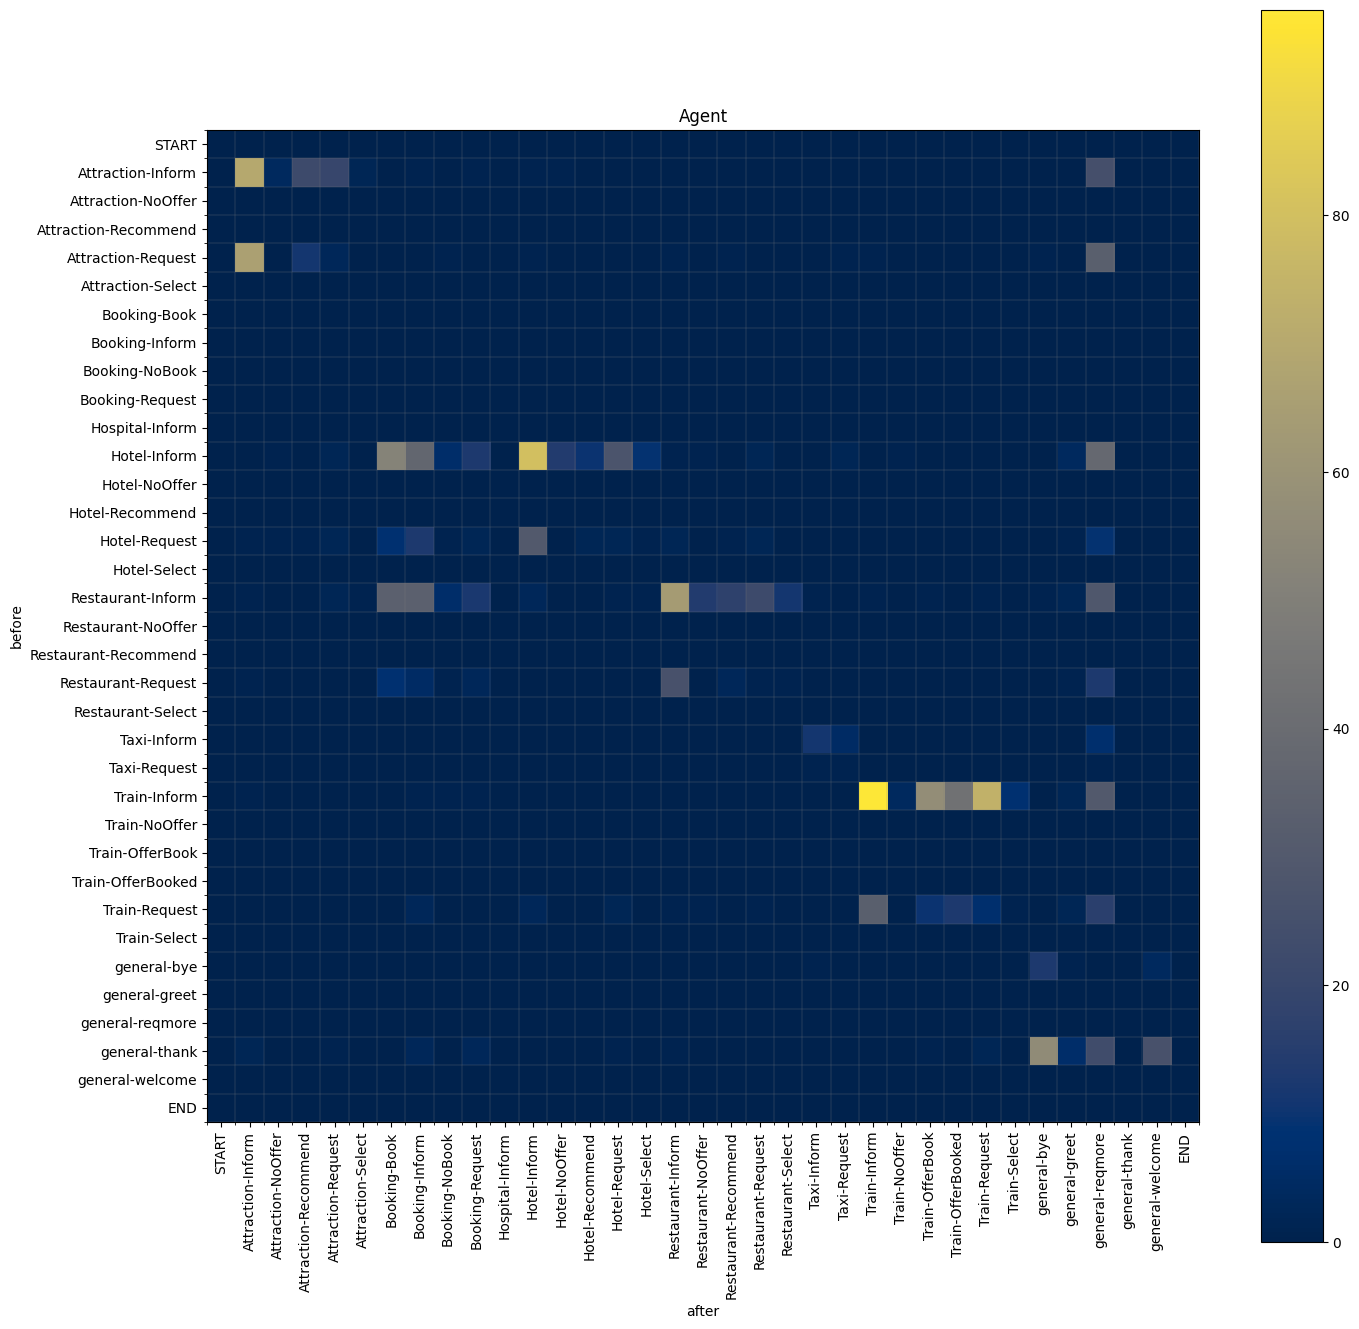 Agent
START
Attraction-Inform
Attraction-NoOffer
Attraction-Recommend
Attraction-Request
Attraction-Select
Booking-Book
Booking-Inform
Booking-NoBook
Booking-Request
Hospital-Inform
Hotel-Inform
Hotel-NoOffer
Hotel-Recommend
Hotel-Request
Hotel-Select
Restaurant-Inform
Restaurant-NoOffer
Restaurant-Recommend
Restaurant-Request
Restaurant-Select
Taxi-Inform
Taxi-Request
Train-Inform
Train-NoOffer
Train-OfferBook
Train-OfferBooked
Train-Request
Train-Select
general-bye
general-greet
general-reqmore
general-thank
general-welcome
END
before
START
Attraction-Inform
Attraction-NoOffer
Attraction-Recommend
Attraction-Request
Attraction-Select
Booking-Book
Booking-Inform
Booking-NoBook
Booking-Request
Hospital-Inform
Hotel-Inform
Hotel-NoOffer
Hotel-Recommend
Hotel-Request
Hotel-Select
Restaurant-Inform
Restaurant-NoOffer
Restaurant-Recommend
Restaurant-Request
Restaurant-Select
Taxi-Inform
Taxi-Request
Train-Inform
Train-NoOffer
Train-OfferBook
Train-OfferBooked
Train-Request
Train-Select
general-bye
general-greet
general-reqmore
general-thank
general-welcome
END
after
80
60
40
20
0